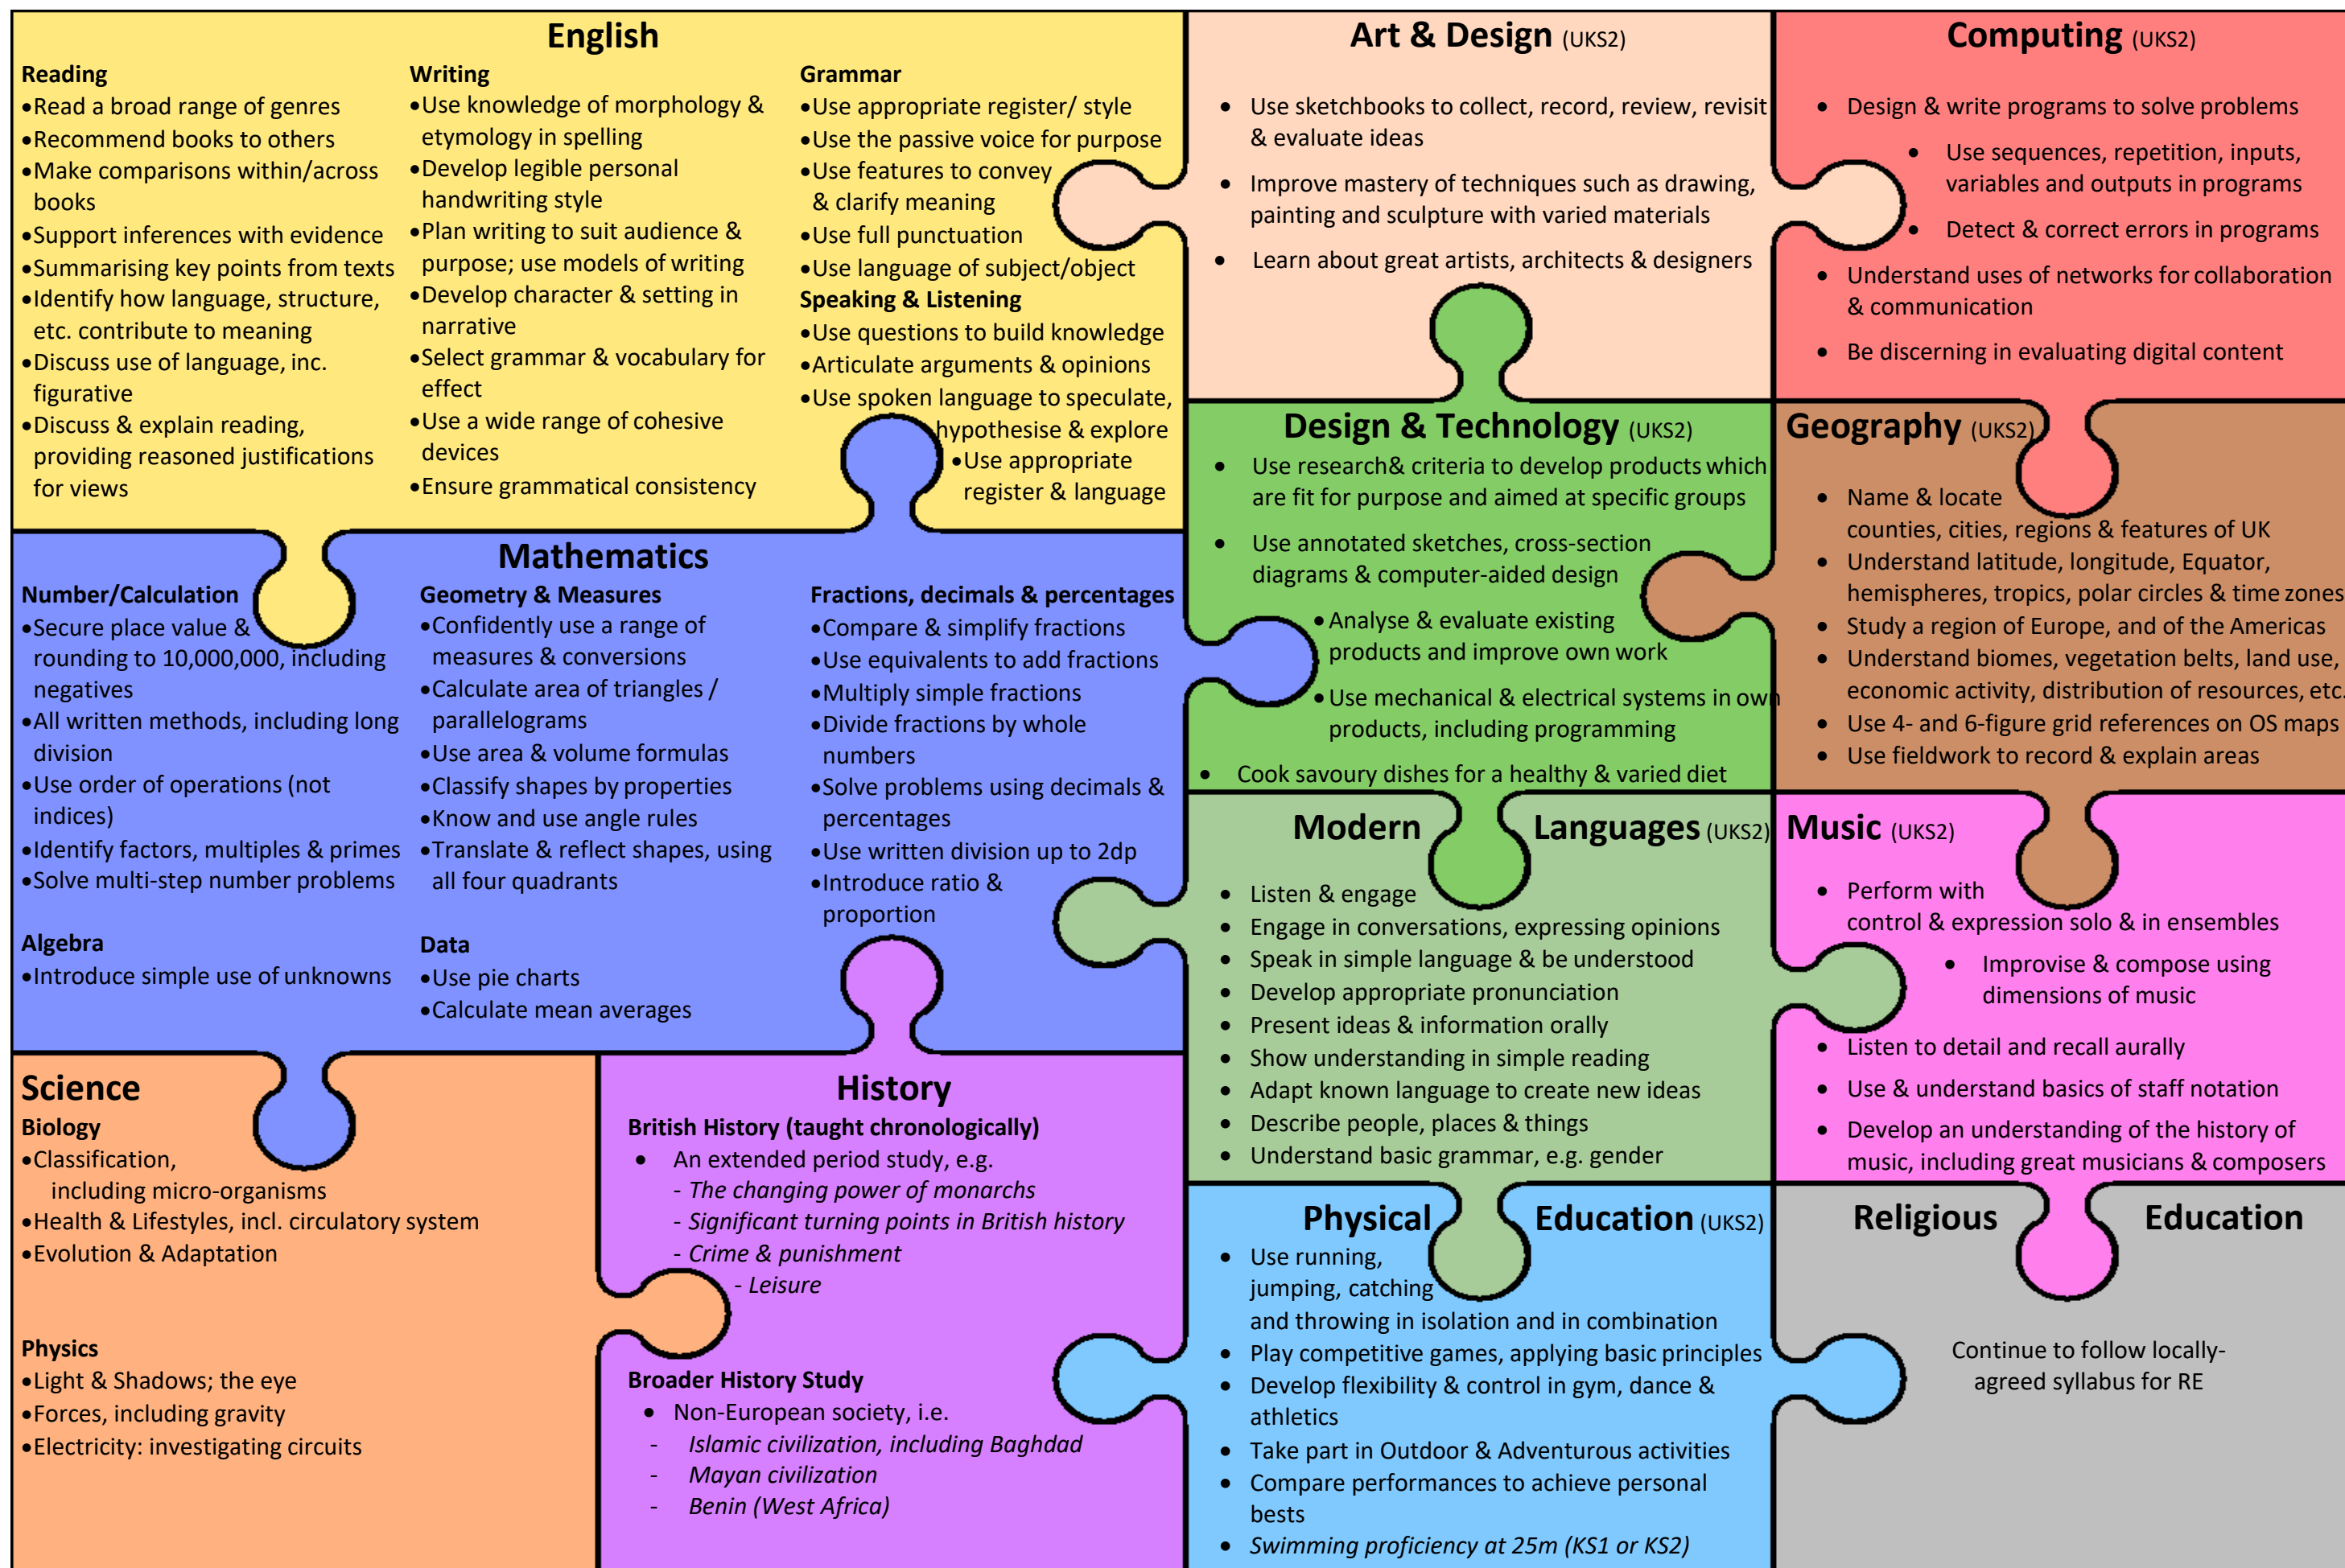 English
Reading
•Read a broad range of genres
•Recommend books to others
•Make comparisons within/across
books
•Support inferences with evidence
•Summarising key points from texts
•Identify how language, structure,
etc. contribute to meaning
•Discuss use of language, inc.
figurative
•Discuss & explain reading,
providing reasoned justifications
for views
Writing
•Use knowledge of morphology &
etymology in spelling
•Develop legible personal
handwriting style
•Plan writing to suit audience &
purpose; use models of writing
•Develop character & setting in
narrative
•Select grammar & vocabulary for
effect
•Use a wide range of cohesive
devices
•Ensure grammatical consistency
Grammar
•Use appropriate register/ style
•Use the passive voice for purpose
•Use features to convey
& clarify meaning
•Use full punctuation
•Use language of subject/object
Speaking & Listening
•Use questions to build knowledge
•Articulate arguments & opinions
•Use spoken language to speculate,
hypothesise & explore
•Use appropriate
register & language
Art & Design (UKS2)
• Use sketchbooks to collect, record, review, revisit
& evaluate ideas
• Improve mastery of techniques such as drawing,
painting and sculpture with varied materials
• Learn about great artists, architects & designers
Computing (UKS2)
• Design & write programs to solve problems
• Use sequences, repetition, inputs,
variables and outputs in programs
• Detect & correct errors in programs
• Understand uses of networks for collaboration
& communication
• Be discerning in evaluating digital content
Design & Technology (UKS2)
• Use research& criteria to develop products which
are fit for purpose and aimed at specific groups
• Use annotated sketches, cross-section
diagrams & computer-aided design
• Analyse & evaluate existing
products and improve own work
• Use mechanical & electrical systems in own
products, including programming
• Cook savoury dishes for a healthy & varied diet
Geography (UKS2)
• Name & locate
counties, cities, regions & features of UK
• Understand latitude, longitude, Equator,
hemispheres, tropics, polar circles & time zones
• Study a region of Europe, and of the Americas
• Understand biomes, vegetation belts, land use,
economic activity, distribution of resources, etc.
• Use 4- and 6-figure grid references on OS maps
• Use fieldwork to record & explain areas
Mathematics
Number/Calculation
•Secure place value &
rounding to 10,000,000, including
negatives
•All written methods, including long
division
•Use order of operations (not
indices)
•Identify factors, multiples & primes
•Solve multi-step number problems
Algebra
•Introduce simple use of unknowns
Geometry & Measures
•Confidently use a range of
measures & conversions
•Calculate area of triangles /
parallelograms
•Use area & volume formulas
•Classify shapes by properties
•Know and use angle rules
•Translate & reflect shapes, using
all four quadrants
Data
•Use pie charts
•Calculate mean averages
Fractions, decimals & percentages
•Compare & simplify fractions
•Use equivalents to add fractions
•Multiply simple fractions
•Divide fractions by whole
numbers
•Solve problems using decimals &
percentages
•Use written division up to 2dp
•Introduce ratio &
proportion
Modern Languages (UKS2)
• Listen & engage
• Engage in conversations, expressing opinions
• Speak in simple language & be understood
• Develop appropriate pronunciation
• Present ideas & information orally
• Show understanding in simple reading
• Adapt known language to create new ideas
• Describe people, places & things
• Understand basic grammar, e.g. gender
Music (UKS2)
• Perform with
control & expression solo & in ensembles
• Improvise & compose using
dimensions of music
• Listen to detail and recall aurally
• Use & understand basics of staff notation
• Develop an understanding of the history of
music, including great musicians & composers
Science
Biology
•Classification,
including micro-organisms
•Health & Lifestyles, incl. circulatory system
•Evolution & Adaptation
Physics
•Light & Shadows; the eye
•Forces, including gravity
•Electricity: investigating circuits
History
British History (taught chronologically)
• An extended period study, e.g.
- The changing power of monarchs
- Significant turning points in British history
- Crime & punishment
- Leisure
Broader History Study
• Non-European society, i.e.
- Islamic civilization, including Baghdad
- Mayan civilization
- Benin (West Africa)
Physical Education (UKS2)
• Use running,
jumping, catching
and throwing in isolation and in combination
• Play competitive games, applying basic principles
• Develop flexibility & control in gym, dance &
athletics
• Take part in Outdoor & Adventurous activities
• Compare performances to achieve personal
bests
• Swimming proficiency at 25m (KS1 or KS2)
Religious Education
Continue to follow locally-
agreed syllabus for RE